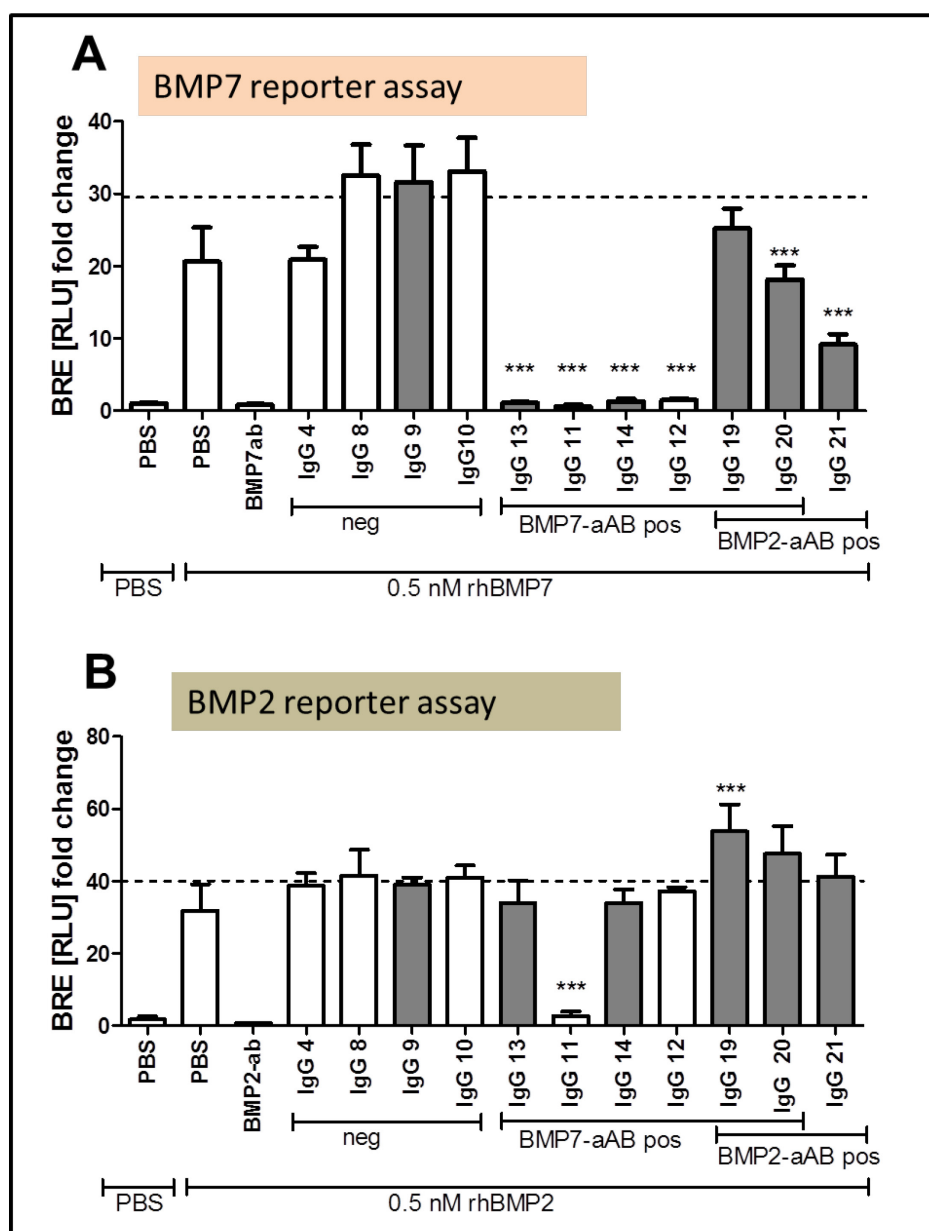 A
BMP7 reporter assay
BRE [RLU] fold change
40
30
20
10
0
*** *** *** *** *** ***
PBS PBS BMP7ab IgG 4 IgG 8 IgG 9 IgG10 IgG 13 IgG 11 IgG 14 IgG 12 IgG 19 IgG 20 IgG 21
neg BMP7-aAB pos
BMP2-aAB pos
PBS 0.5 nM rhBMP7
B
BMP2 reporter assay
BRE [RLU] fold change
80
60
40
20
0
*** ***
PBS PBS BMP2-ab IgG 4 IgG 8 IgG 9 IgG 10 IgG 13 IgG 11 IgG 14 IgG 12 IgG 19 IgG 20 IgG 21
neg BMP7-aAB pos
BMP2-aAB pos
PBS 0.5 nM rhBMP2